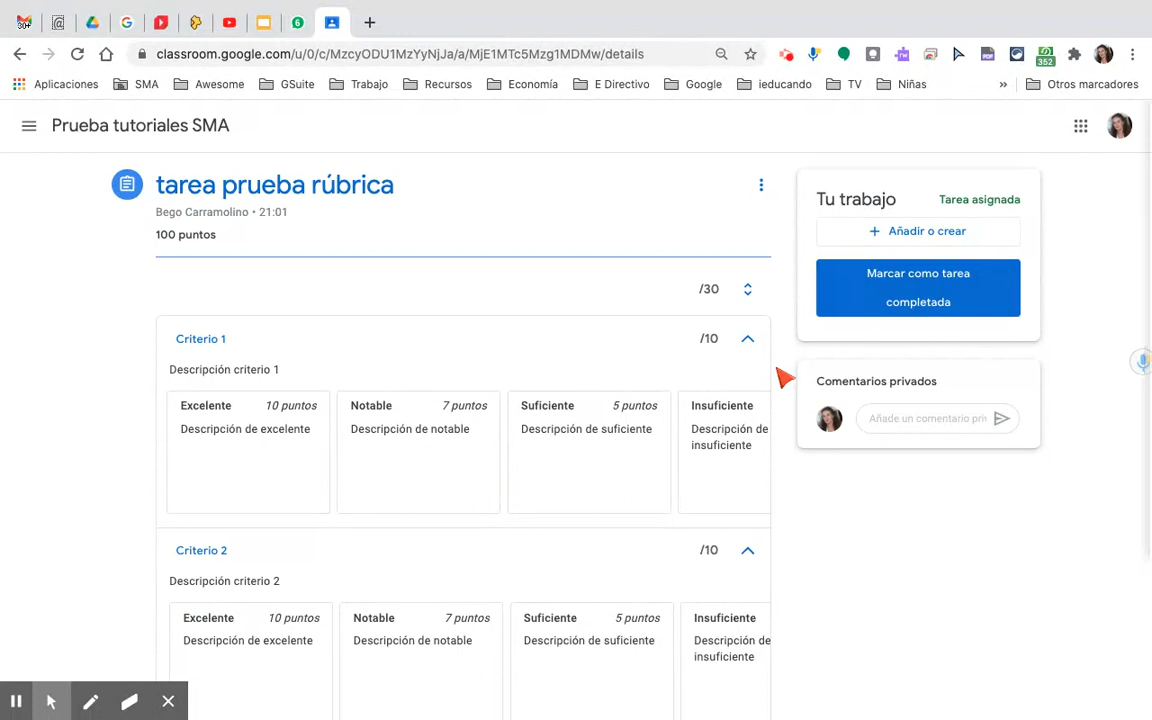 30+
6
classroom.google.com/u/0/c/MzcyODU1MzYyNjJa/a/MjE1MTc5Mzg1MDMw/details
352
Aplicaciones SMA Awesome GSuite Trabajo Recursos Economía E Directivo Google ieducando TV Niñas » Otros marcadores
Prueba tutoriales SMA
tarea prueba rúbrica
Bego Carramolino • 21:01
100 puntos
/30
Criterio 1 /10
Descripción criterio 1
Excelente 10 puntos
Descripción de excelente
Notable 7 puntos
Descripción de notable
Suficiente 5 puntos
Descripción de suficiente
Insuficiente
Descripción de
insuficiente
Criterio 2 /10
Descripción criterio 2
Excelente 10 puntos
Descripción de excelente
Notable 7 puntos
Descripción de notable
Suficiente 5 puntos
Descripción de suficiente
Insuficiente
Descripción de
insuficiente
Tu trabajo Tarea asignada
+ Añadir o crear
Marcar como tarea
completada
Comentarios privados
Añade un comentario pri